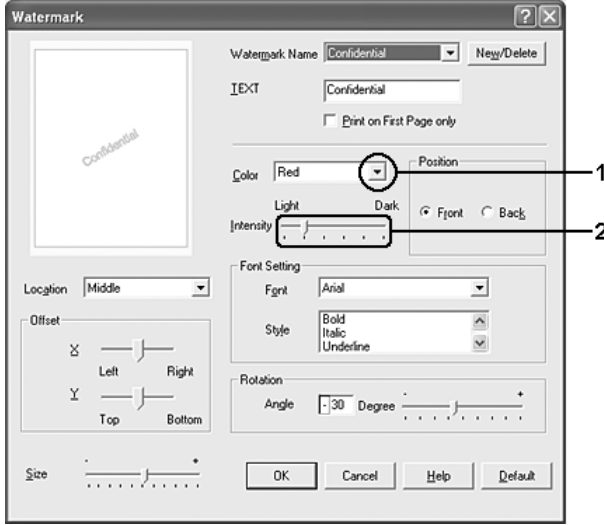 Watermark
Watermark Name Confidential New/Delete
TEXT Confidential
Print on First Page only
Confidential
Color Red
Position
1
Light Dark
Front Back
Intensity
2
Font Setting
Location Middle
Font Arial
Offset
Style
Bold
Italic
Underline
X
Left Right
Rotation
- +
Y
Angle -30 Degree
Top Bottom
- +
Size
OK Cancel Help Default